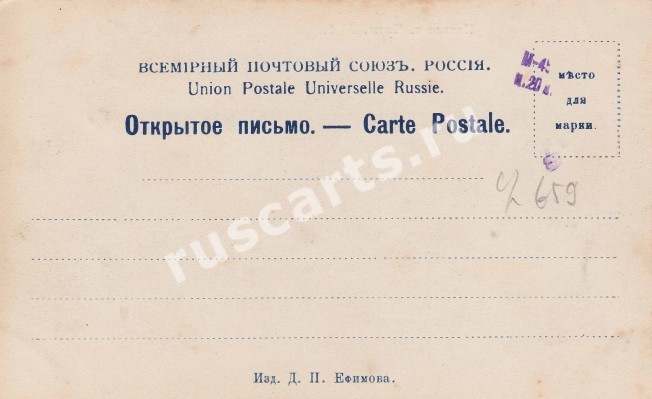 ВСЕМІРНЫЙ ПОЧТОВЫЙ СОЮЗЪ. РОССІЯ.
Union Postale Universelle Russie.
Открытое письмо. — Carte Postale.
мѣсто
для
марки.
659
ruscarts.ru
Изд. Д. П. Ефимова.